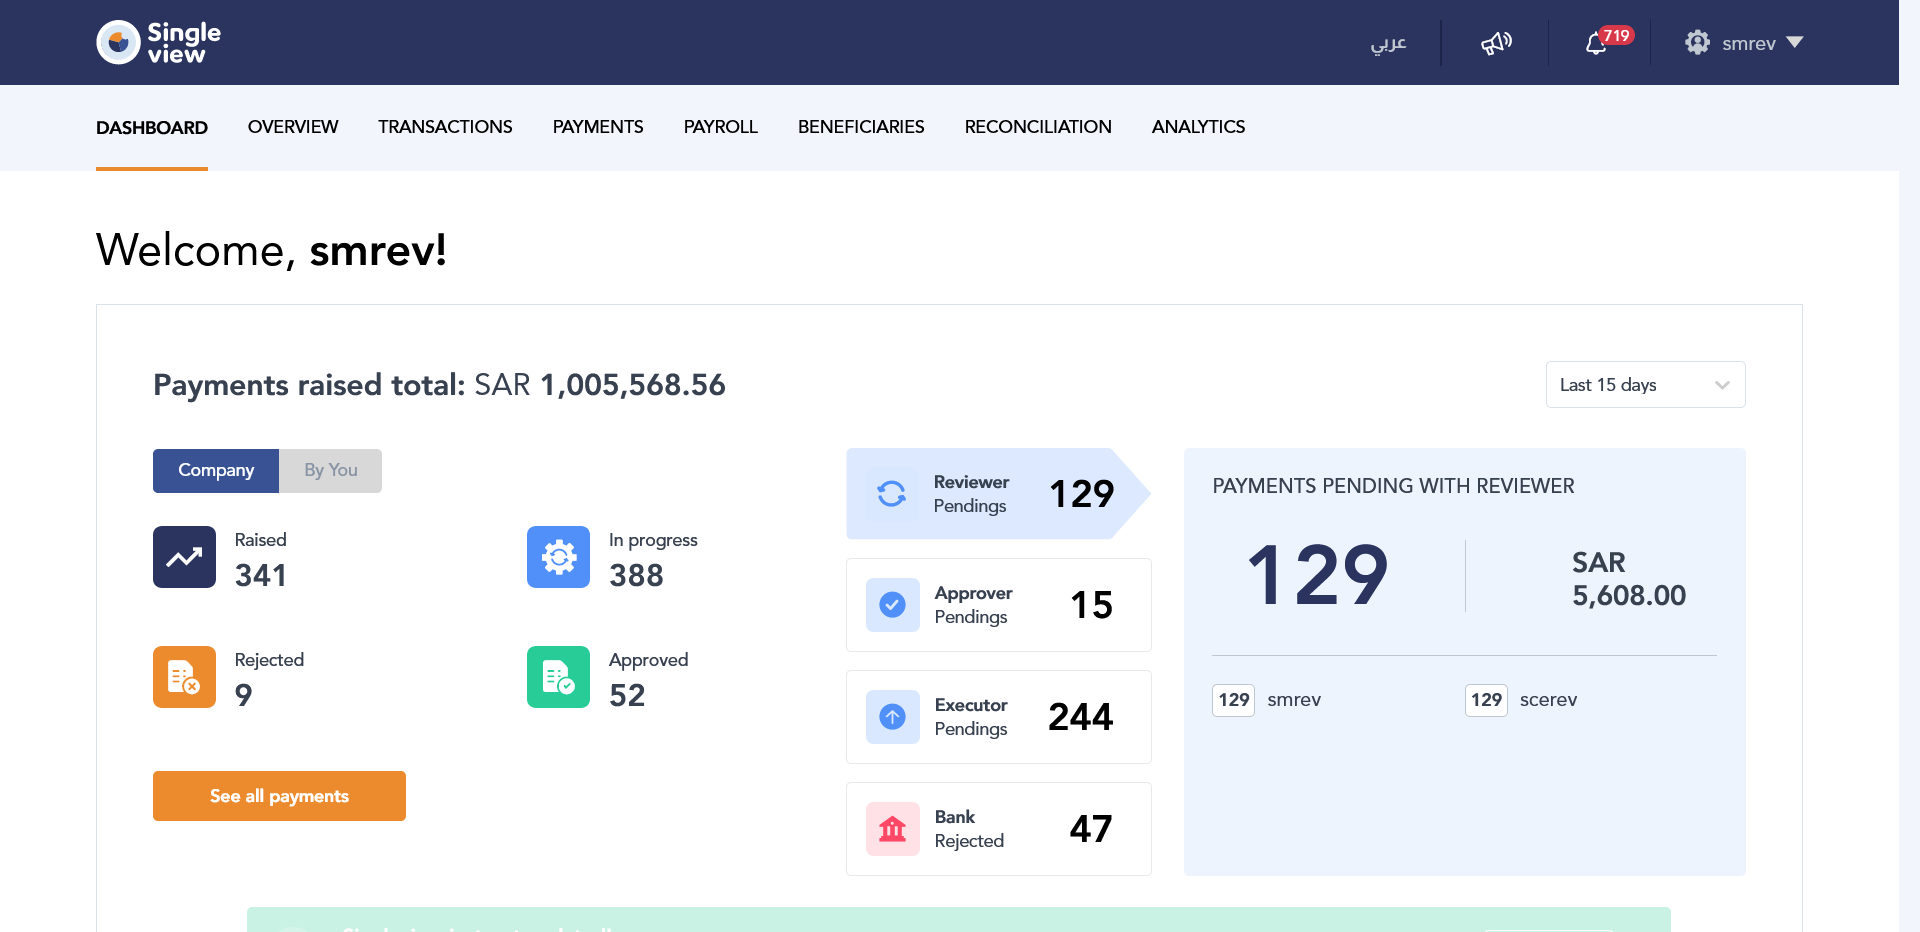 Single
view
عربي
719
smrev
DASHBOARD
OVERVIEW
TRANSACTIONS
PAYMENTS
PAYROLL
BENEFICIARIES
RECONCILIATION
ANALYTICS
Welcome, smrev!
Payments raised total: SAR 1,005,568.56
Last 15 days
Company
By You
Raised
341
In progress
388
Rejected
9
Approved
52
See all payments
Reviewer
Pendings
129
Approver
Pendings
15
Executor
Pendings
244
Bank
Rejected
47
PAYMENTS PENDING WITH REVIEWER
129
SAR
5,608.00
129 smrev
129 scerev